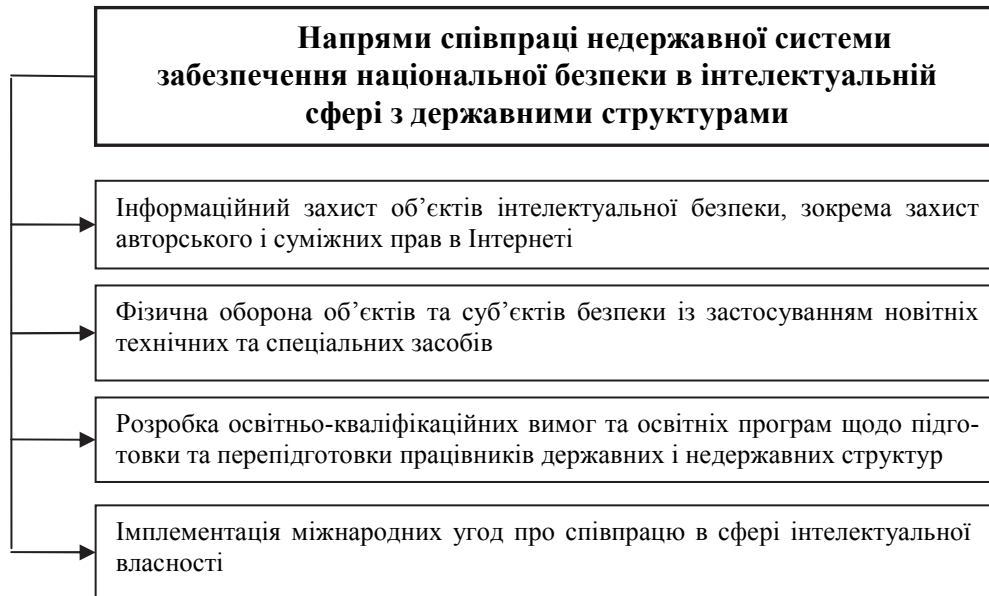 Напрями співпраці недержавної системи
забезпечення національної безпеки в інтелектуальній
сфері з державними структурами
Інформаційний захист об’єктів інтелектуальної безпеки, зокрема захист
авторського і суміжних прав в Інтернеті
Фізична оборона об’єктів та суб’єктів безпеки із застосуванням новітніх
технічних та спеціальних засобів
Розробка освітньо-кваліфікаційних вимог та освітніх програм щодо підго-
товки та перепідготовки працівників державних і недержавних структур
Імплементація міжнародних угод про співпрацю в сфері інтелектуальної
власності